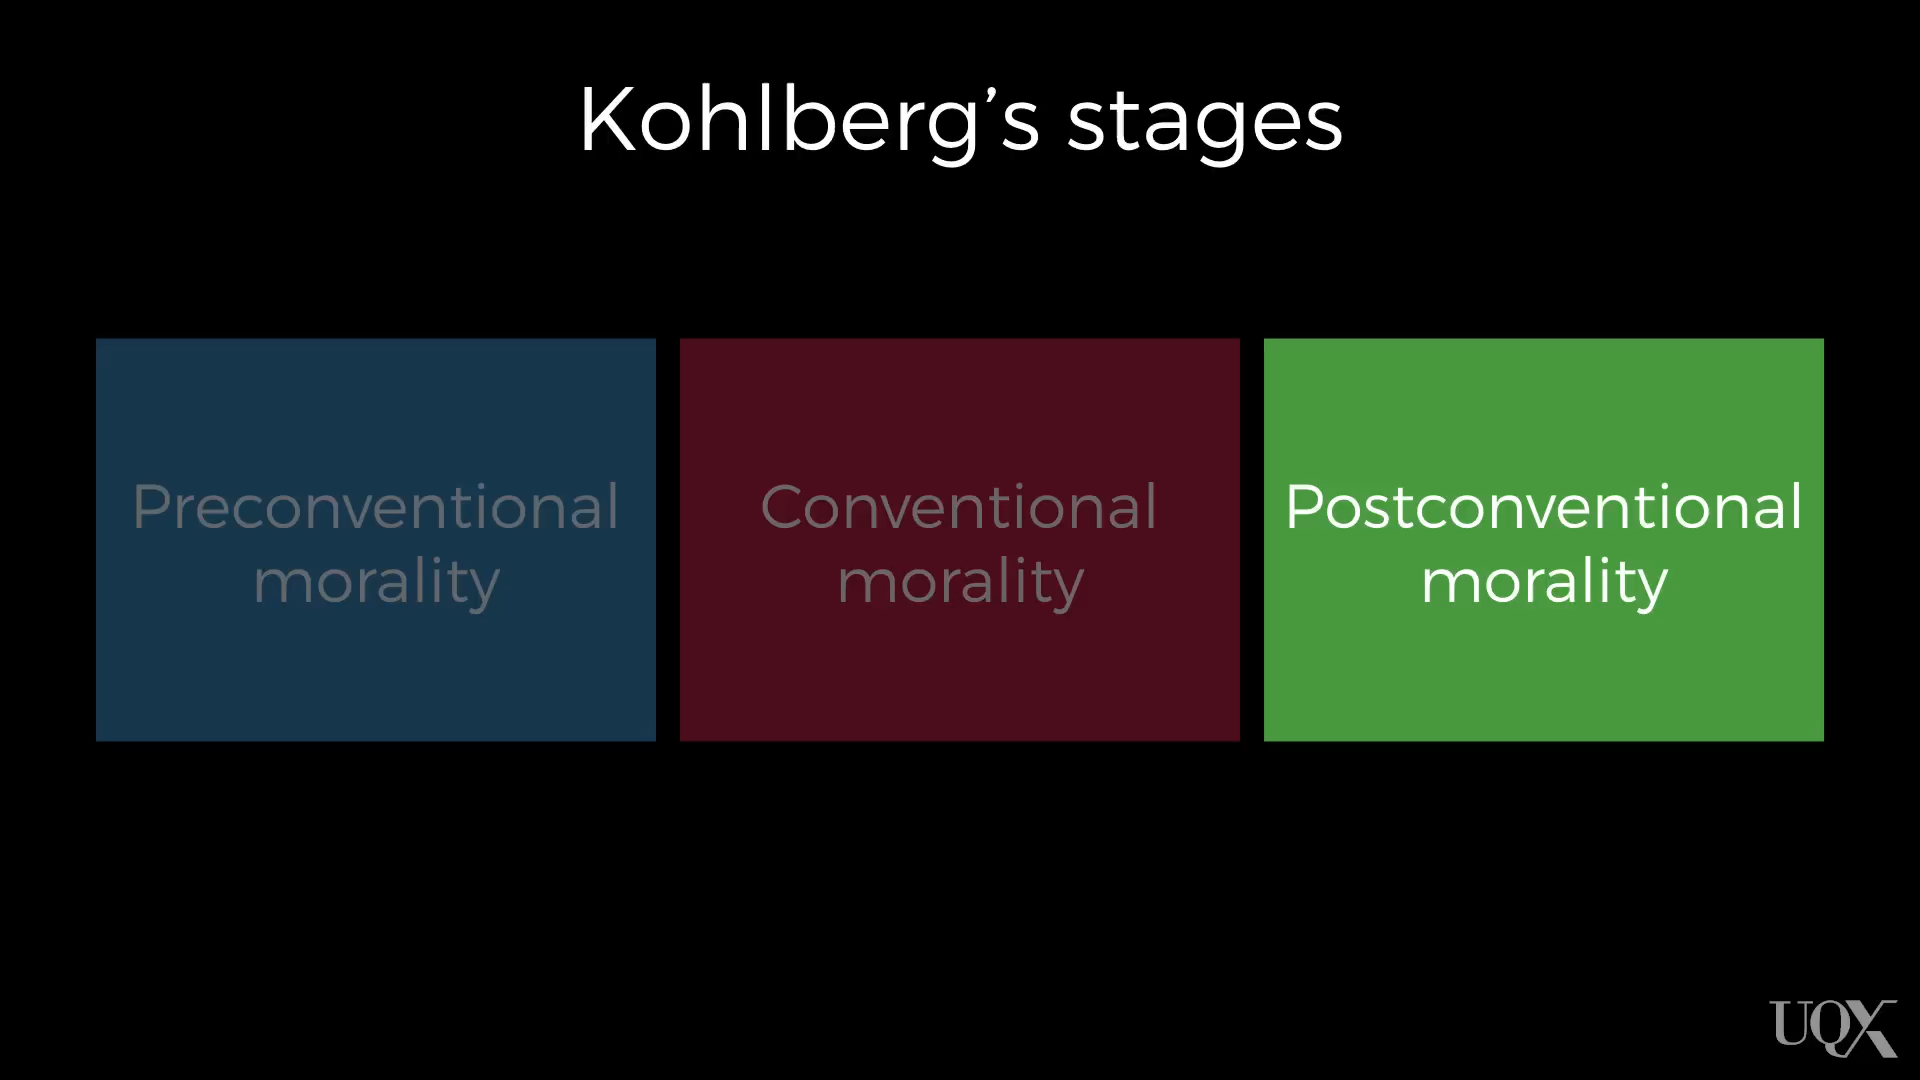 Kohlberg’s stages
Preconventional
morality
Conventional
morality
Postconventional
morality
UQX